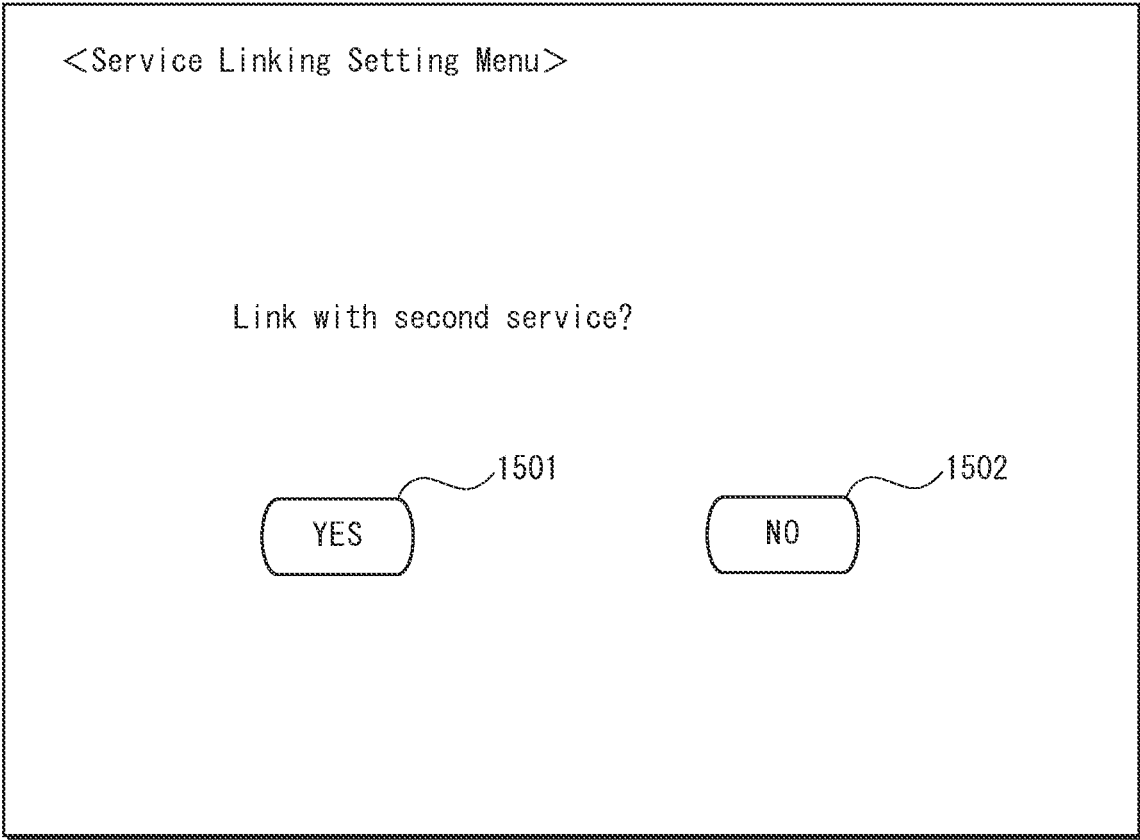 <Service Linking Setting Menu>
Link with second service?
1501
1502
YES
NO